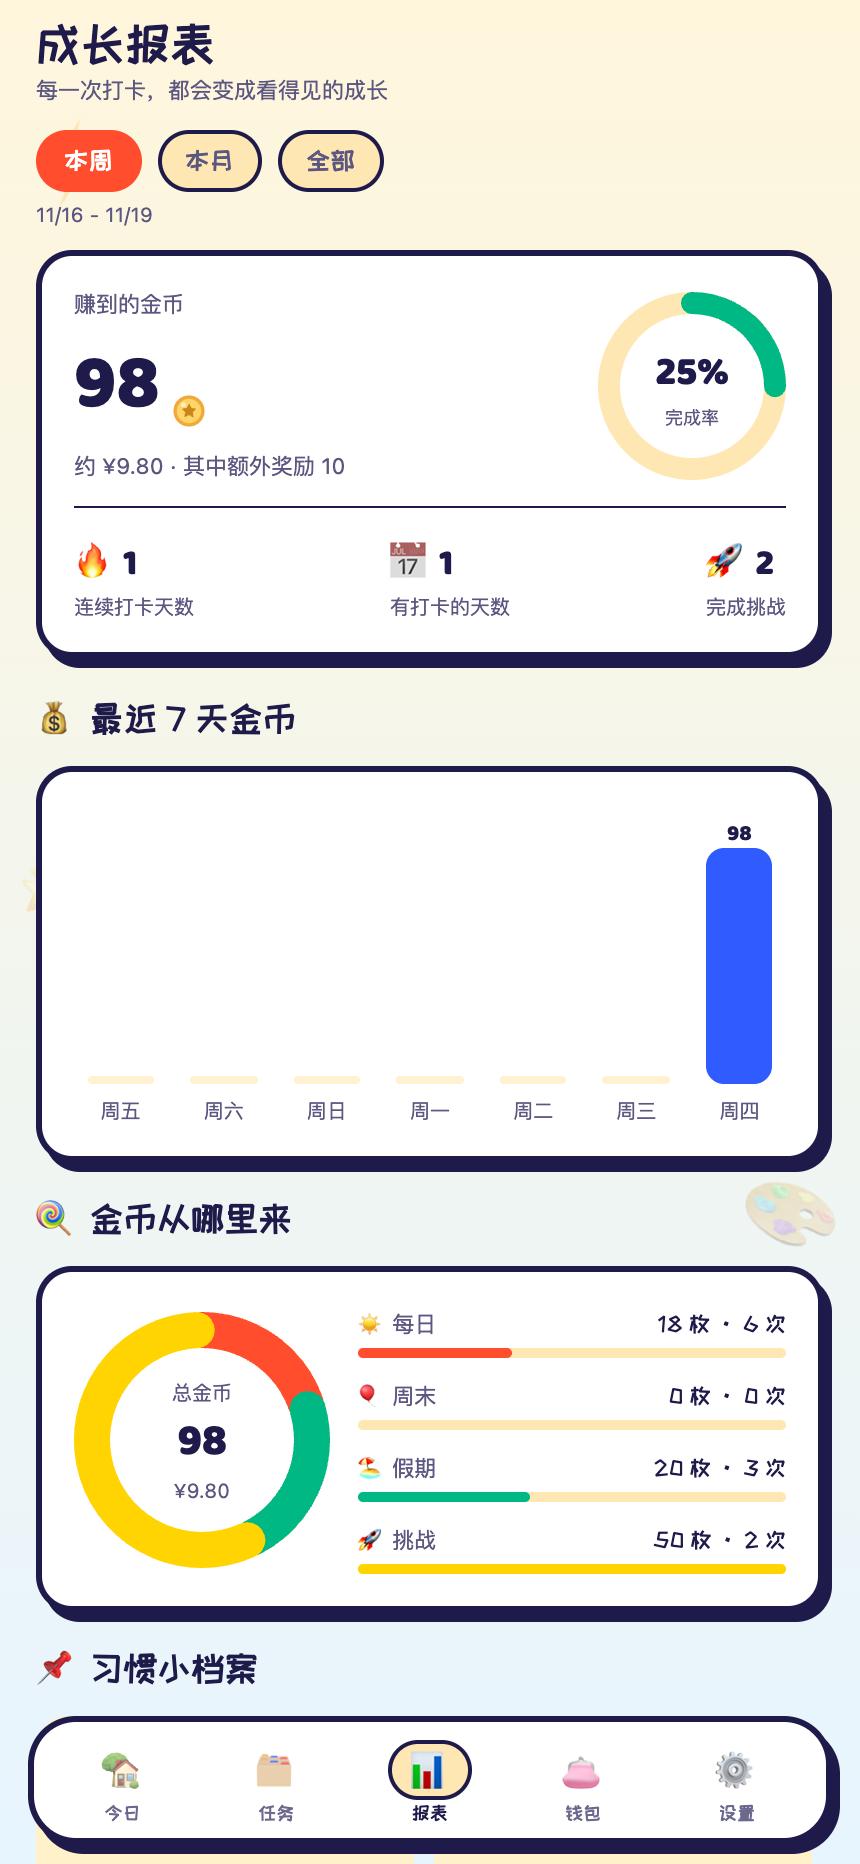 成长报表
每一次打卡，都会变成看得见的成长
本周 本月 全部
11/16 - 11/19
赚到的金币
98
25%
完成率
约 ¥9.80 · 其中额外奖励 10
JUL 17
1 1 2
连续打卡天数 有打卡的天数 完成挑战
最近 7 天金币
98
周五 周六 周日 周一 周二 周三 周四
金币从哪里来
总金币
98
¥9.80
每日 18 枚 · 6 次
周末 0 枚 · 0 次
假期 20 枚 · 3 次
挑战 50 枚 · 2 次
习惯小档案
今日 任务 报表 钱包 设置